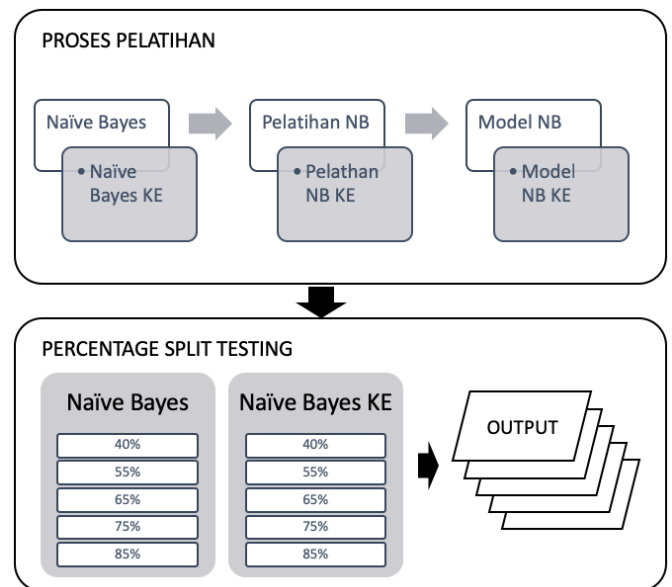 PROSES PELATIHAN
Naïve Bayes
• Naïve
Bayes KE
Pelatihan NB
• Pelathan
NB KE
Model NB
• Model
NB KE
PERCENTAGE SPLIT TESTING
Naïve Bayes
40%
55%
65%
75%
85%
Naïve Bayes KE
40%
55%
65%
75%
85%
OUTPUT